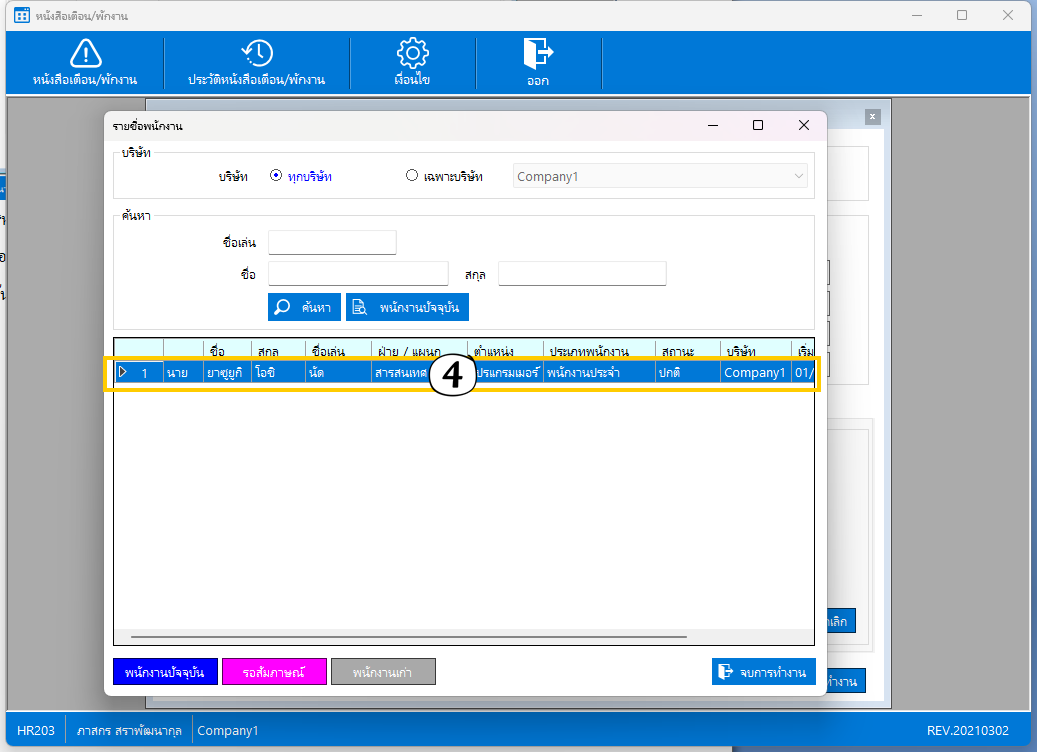 หนังสือเตือน/พักงาน
หนังสือเตือน/พักงาน ประวัติหนังสือเตือน/พักงาน เงื่อนไข ออก
รายชื่อพนักงาน
บริษัท
บริษัท ทุกบริษัท เฉพาะบริษัท Company1
ค้นหา
ชื่อเล่น
ชื่อ สกุล
ค้นหา พนักงานปัจจุบัน
ชื่อ สกุล ชื่อเล่น ฝ่าย / แผนก ตำแหน่ง ประเภทพนักงาน สถานะ บริษัท เริ่ม
1 นาย ยาซูยูกิ โอชิ นัด สารสนเทศ 4 ปรแกรมเมอร์ พนักงานประจำ ปกติ Company1 01/
พนักงานปัจจุบัน รอสัมภาษณ์ พนักงานเก่า จบการทำงาน
HR203 ภาสกร สราพัฒนากุล Company1 REV.20210302